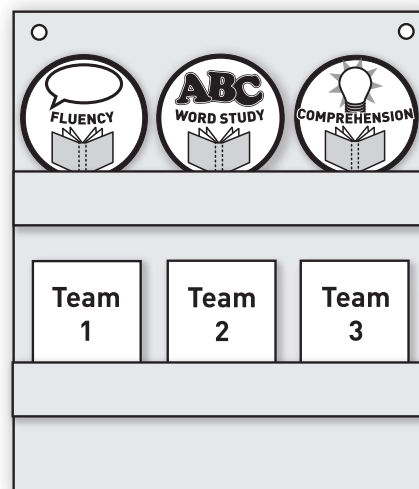 ABC
FLUENCY
WORD STUDY
COMPREHENSION
Team
1
Team
2
Team
3